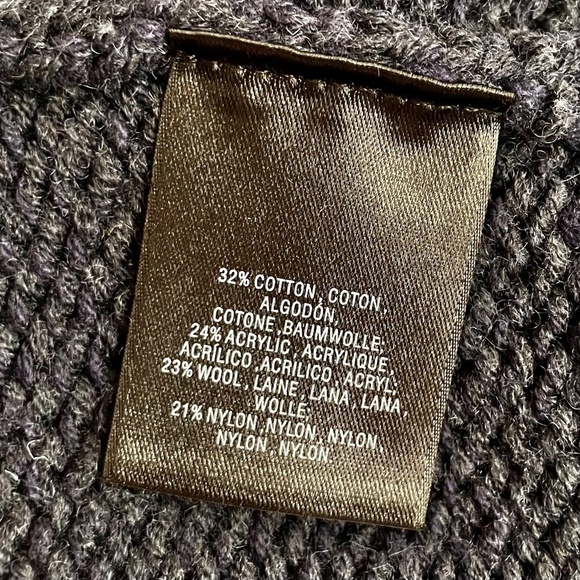 32% COTTON, COTON,
ALGODÓN,
COTONE, BAUMWOLLE;
24% ACRYLIC, ACRYLIQUE,
ACRÍLICO, ACRILICO, ACRYL;
23% WOOL, LAINE, LANA, LANA,
WOLLE;
21% NYLON, NYLON, NYLON,
NYLON, NYLON